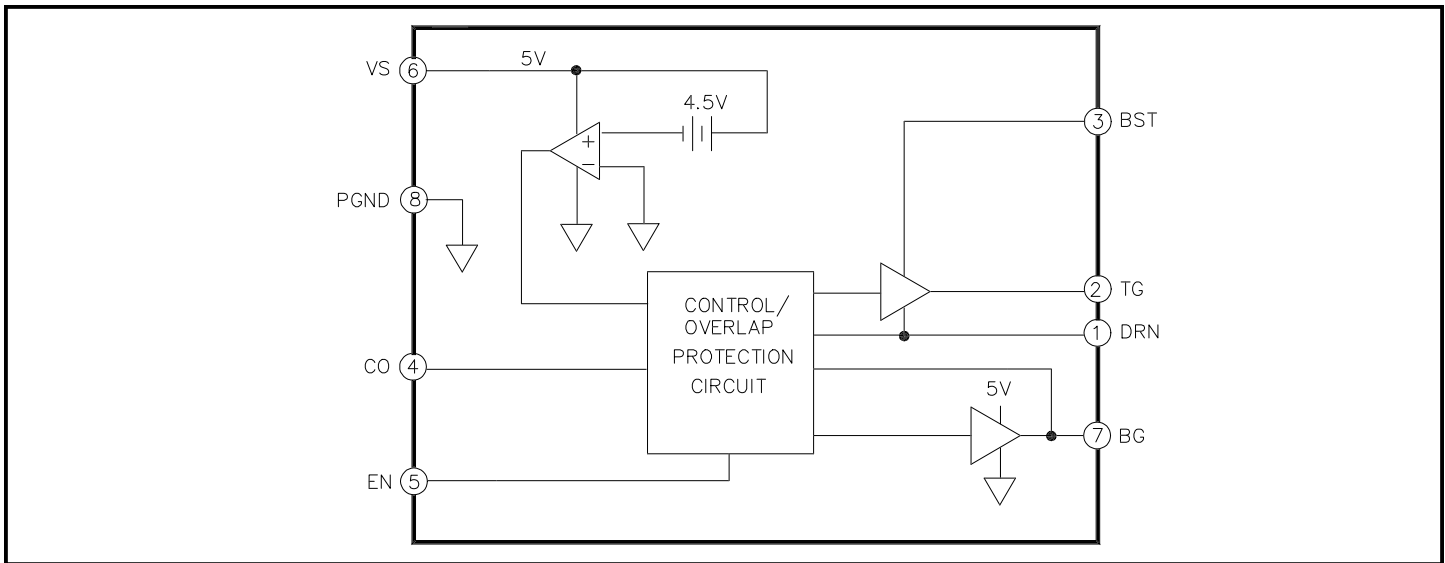 VS 6 5V
4.5V
3 BST
+
−
PGND 8
2 TG
CONTROL/
OVERLAP
PROTECTION
CIRCUIT
1 DRN
CO 4
5V
7 BG
EN 5